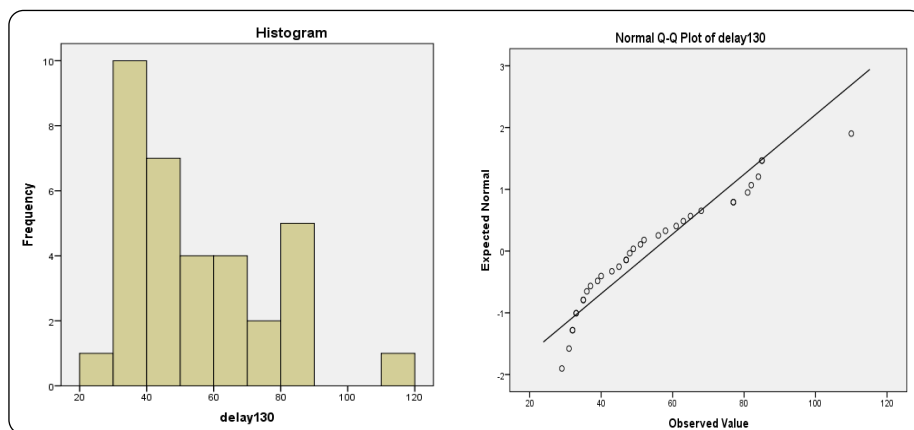 Histogram
Frequency
10
8
6
4
2
0
20 40 60 80 100 120
delay130
Normal Q-Q Plot of delay130
Expected Normal
3
2
1
0
-1
-2
20 40 60 80 100 120
Observed Value